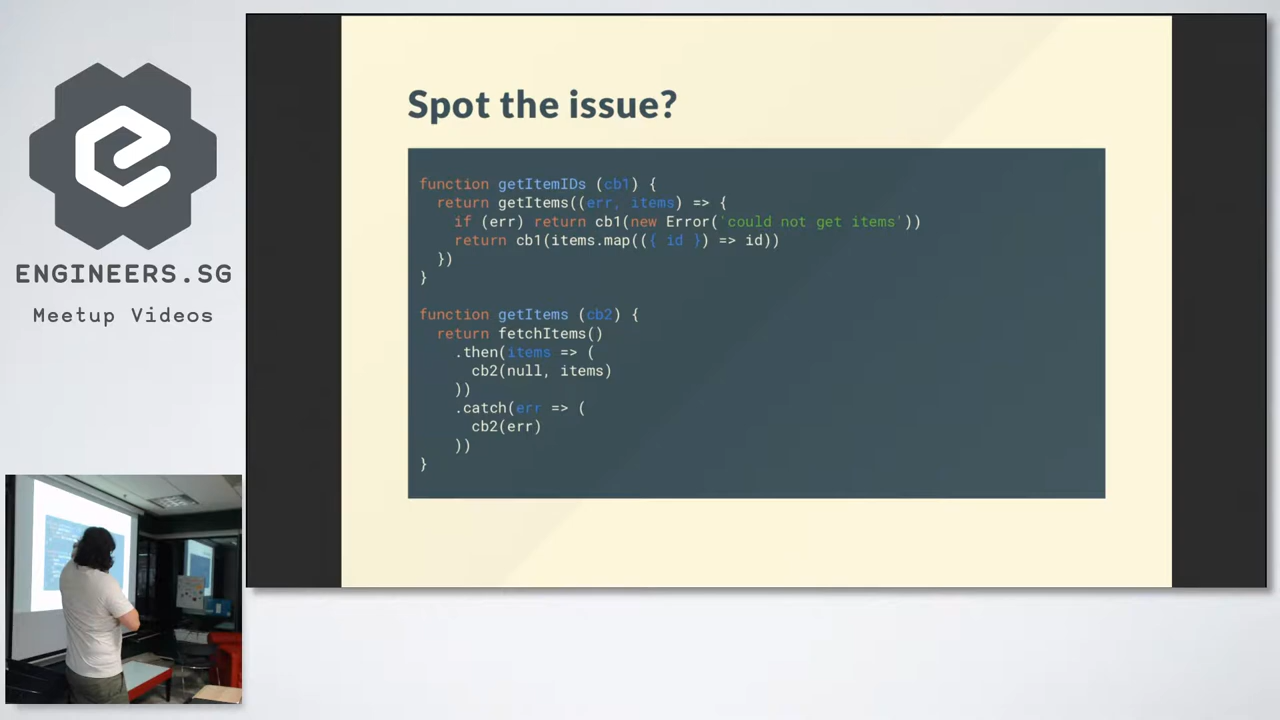 ENGINEERS.SG
Meetup Videos
Spot the issue?
function getItemIDs (cb1) {
  return getItems((err, items) => {
    if (err) return cb1(new Error('could not get items'))
    return cb1(items.map(({ id }) => id))
  })
}
function getItems (cb2) {
  return fetchItems()
    .then(items => (
      cb2(null, items)
    ))
    .catch(err => (
      cb2(err)
    ))
}